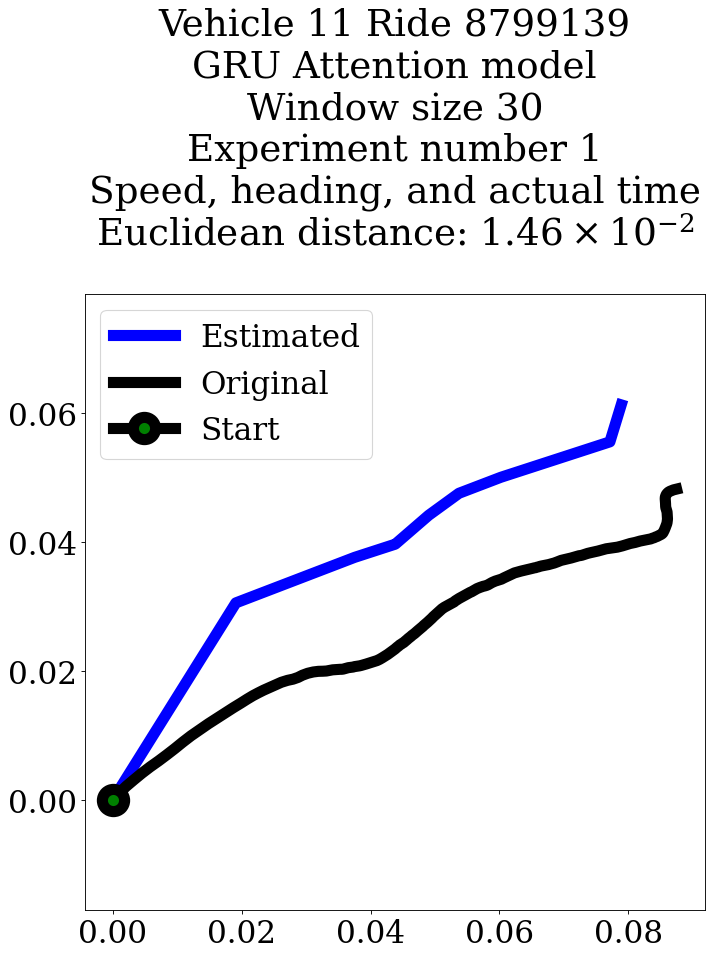 Vehicle 11 Ride 8799139
GRU Attention model
Window size 30
Experiment number 1
Speed, heading, and actual time
Euclidean distance: 1.46 × 10⁻²
Estimated
Original
Start
0.06
0.04
0.02
0.00
0.00 0.02 0.04 0.06 0.08